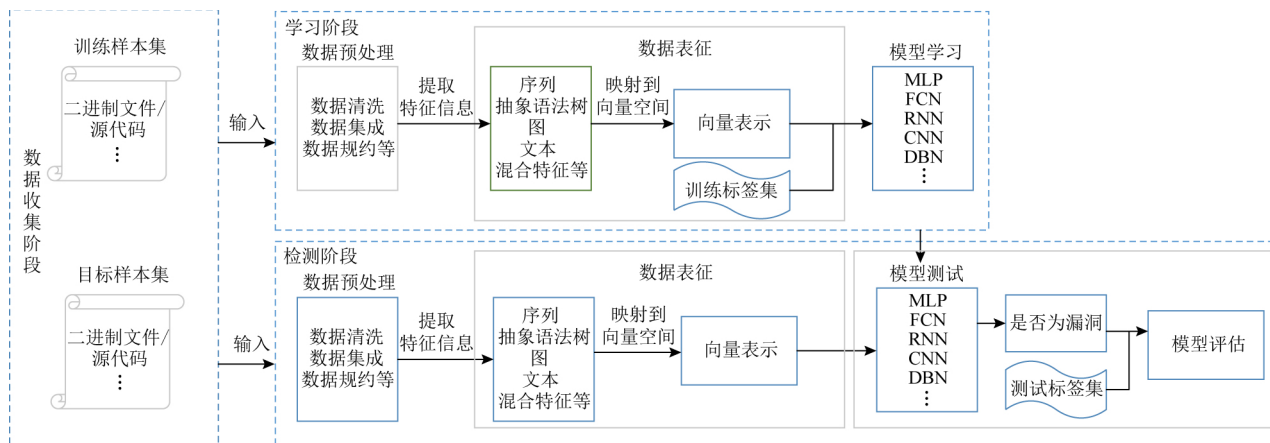 数据收集阶段
训练样本集
二进制文件/
源代码
⋮
目标样本集
二进制文件/
源代码
⋮
输入
输入
学习阶段
数据预处理
数据清洗
数据集成
数据规约等
提取
特征信息
数据表征
序列
抽象语法树
图
文本
混合特征等
映射到
向量空间
向量表示
训练标签集
模型学习
MLP
FCN
RNN
CNN
DBN
⋮
检测阶段
数据预处理
数据清洗
数据集成
数据规约等
提取
特征信息
数据表征
序列
抽象语法树
图
文本
混合特征等
映射到
向量空间
向量表示
模型测试
MLP
FCN
RNN
CNN
DBN
⋮
是否为漏洞
测试标签集
模型评估